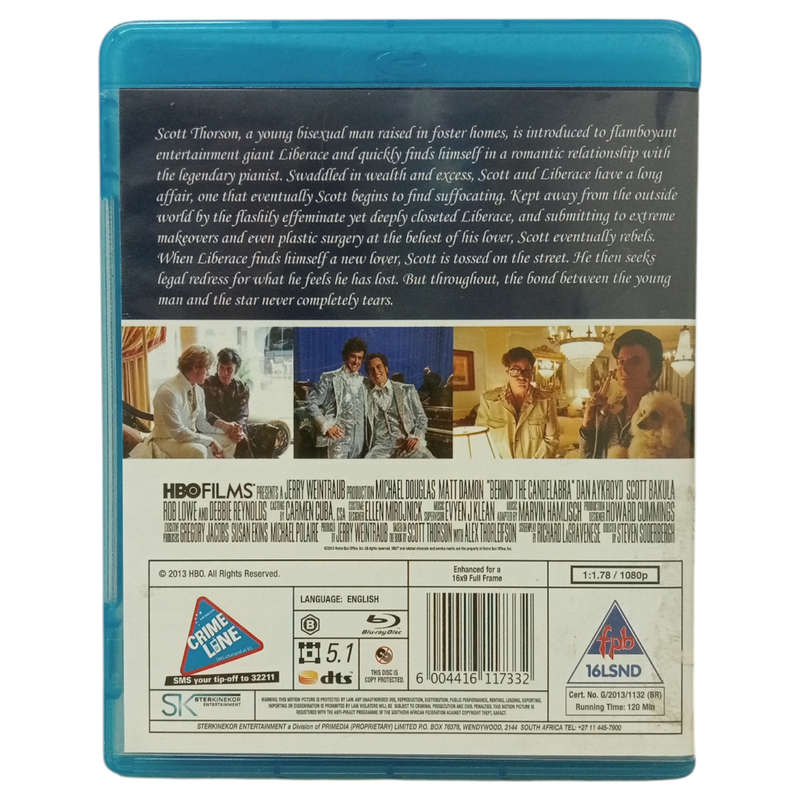 Scott Thorson, a young bisexual man raised in foster homes, is introduced to flamboyant
entertainment giant Liberace and quickly finds himself in a romantic relationship with
the legendary pianist. Swaddled in wealth and excess, Scott and Liberace have a long
affair, one that eventually Scott begins to find suffocating. Kept away from the outside
world by the flashily effeminate yet deeply closeted Liberace, and submitting to extreme
makeovers and even plastic surgery at the behest of his lover, Scott eventually rebels.
When Liberace finds himself a new lover, Scott is tossed on the street. He then seeks
legal redress for what he feels he has lost. But throughout, the bond between the young
man and the star never completely tears.
HBO FILMS PRESENTS A JERRY WEINTRAUB PRODUCTION MICHAEL DOUGLAS MATT DAMON "BEHIND THE CANDELABRA" DAN AYKROYD SCOTT BAKULA
ROB LOWE AND DEBBIE REYNOLDS CASTING BY CARMEN CUBA, CSA COSTUME DESIGNER ELLEN MIROJNICK MUSIC SUPERVISION EVYEN J KLEAN MUSIC ADAPTED BY MARVIN HAMLISCH PRODUCTION DESIGNER HOWARD CUMMINGS
EXECUTIVE PRODUCERS GREGORY JACOBS, SUSAN EKINS MICHAEL POLAIRE PRODUCED BY JERRY WEINTRAUB BASED ON THE BOOK BY SCOTT THORSON WITH ALEX THORLEIFSON SCREENPLAY BY RICHARD LAGRAVENESE DIRECTED BY STEVEN SODERBERGH
© 2013 HBO. All Rights Reserved.
Enhanced for a
16x9 Full Frame
1:1.78 / 1080p
CRIME
LINE
SMS your tip-off to 32211
LANGUAGE: ENGLISH
B
Blu-ray Disc
5.1
dts
THIS DISC IS
COPY PROTECTED.
6 004416 117332
fpb
16LSND
Cert. No. G/2013/1132 (BR)
Running Time: 120 Min
SK STERKINEKOR
ENTERTAINMENT
STERKINEKOR ENTERTAINMENT a Division of PRIMEDIA (PROPRIETARY) LIMITED P.O. BOX 76378, WENDYWOOD, 2144 SOUTH AFRICA TEL: +27 11 445-7900